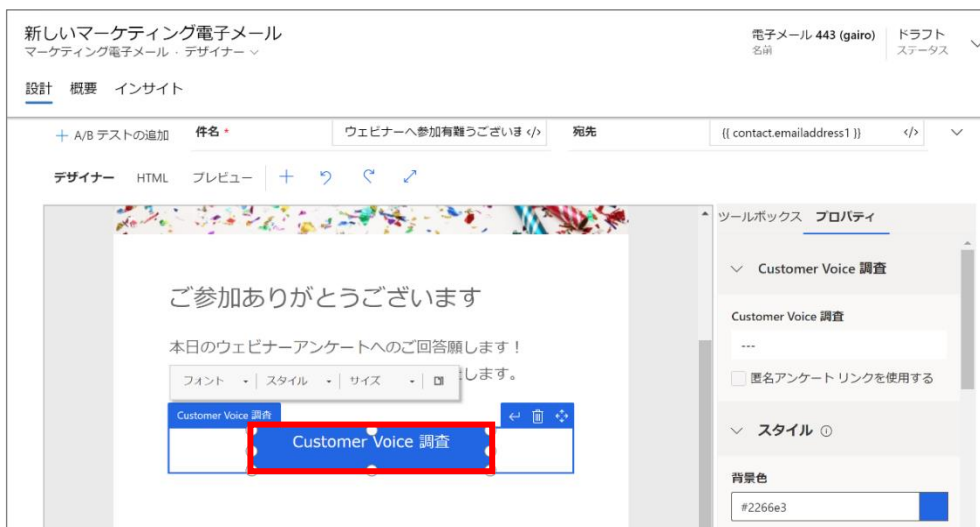 新しいマーケティング電子メール
マーケティング電子メール · デザイナー
電子メール 443 (gairo)
名前
ドラフト
ステータス
設計 概要 インサイト
+ A/B テストの追加
件名 *
ウェビナーへ参加有難うございま </>
宛先
{{ contact.emailaddress1 }} </>
デザイナー HTML プレビュー
ツールボックス プロパティ
Customer Voice 調査
Customer Voice 調査
---
匿名アンケート リンクを使用する
スタイル
背景色
#2266e3
ご参加ありがとうございます
本日のウェビナーアンケートへのご回答願します！
します。
フォント スタイル サイズ
Customer Voice 調査
Customer Voice 調査